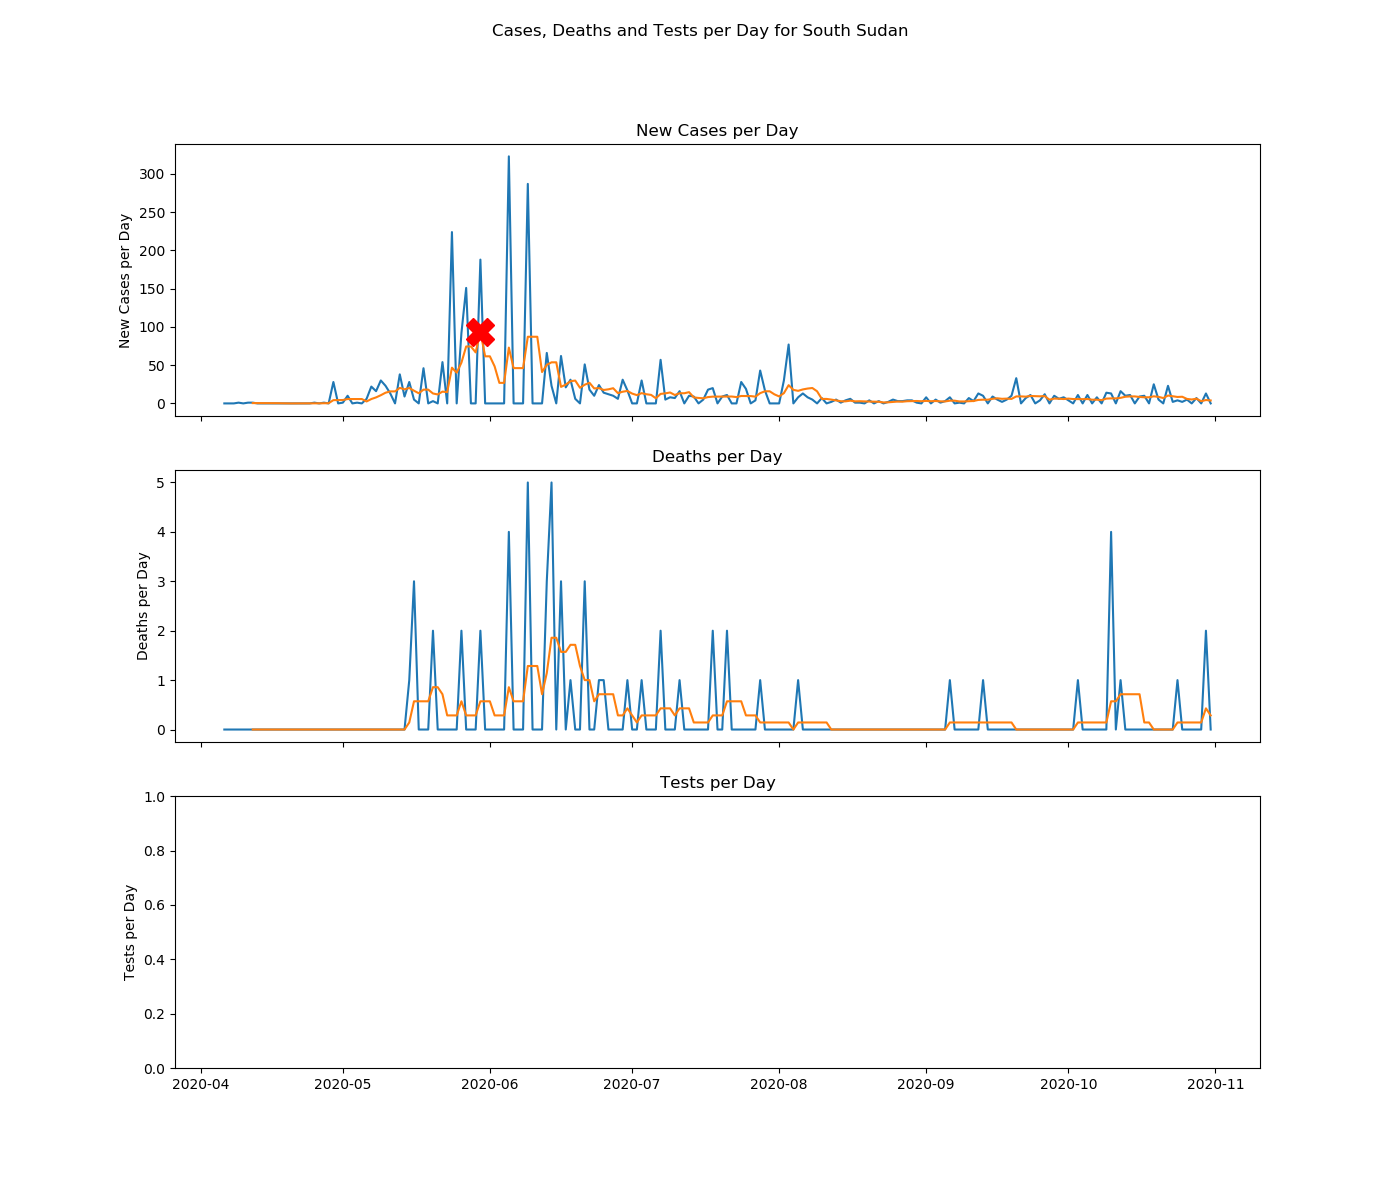 Cases, Deaths and Tests per Day for South Sudan
New Cases per Day
New Cases per Day
300
250
200
150
100
50
0
Deaths per Day
Deaths per Day
5
4
3
2
1
0
Tests per Day
Tests per Day
1.0
0.8
0.6
0.4
0.2
0.0
2020-04 2020-05 2020-06 2020-07 2020-08 2020-09 2020-10 2020-11